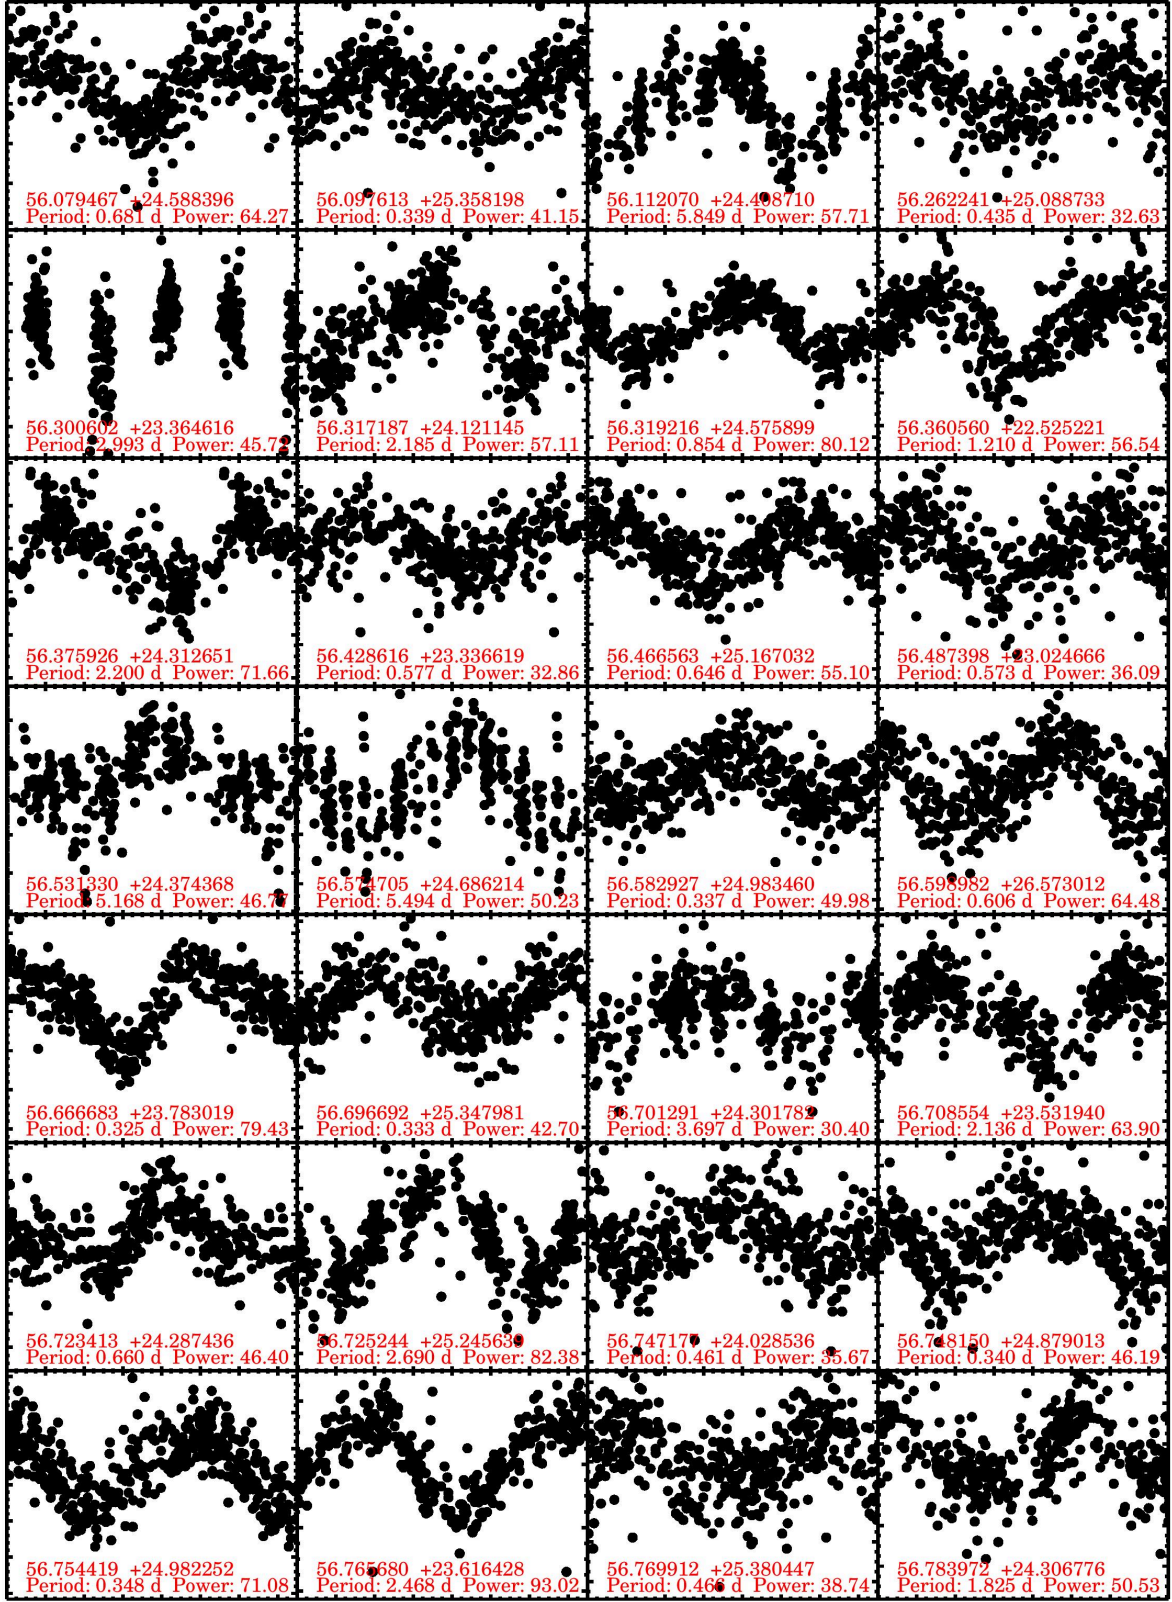 56.079467 +24.588396
Period: 0.681 d Power: 64.27
56.097613 +25.358198
Period: 0.339 d Power: 41.15
56.112070 +24.408710
Period: 5.849 d Power: 57.71
56.262241 +25.088733
Period: 0.435 d Power: 32.63
56.300602 +23.364616
Period: 2.993 d Power: 45.72
56.317187 +24.121145
Period: 2.185 d Power: 57.11
56.319216 +24.575899
Period: 0.854 d Power: 80.12
56.360560 +22.525221
Period: 1.210 d Power: 56.54
56.375926 +24.312651
Period: 2.200 d Power: 71.66
56.428616 +23.336619
Period: 0.577 d Power: 32.86
56.466563 +25.167032
Period: 0.646 d Power: 55.10
56.487398 +23.024666
Period: 0.573 d Power: 36.09
56.531330 +24.374368
Period: 5.168 d Power: 46.77
56.574705 +24.686214
Period: 5.494 d Power: 50.23
56.582927 +24.983460
Period: 0.337 d Power: 49.98
56.598982 +26.573012
Period: 0.606 d Power: 64.48
56.666683 +23.783019
Period: 0.325 d Power: 79.43
56.696692 +25.347981
Period: 0.333 d Power: 42.70
56.701291 +24.301782
Period: 3.697 d Power: 30.40
56.708554 +23.531940
Period: 2.136 d Power: 63.90
56.723413 +24.287436
Period: 0.660 d Power: 46.40
56.725244 +25.245639
Period: 2.690 d Power: 82.38
56.747177 +24.028536
Period: 0.461 d Power: 35.67
56.748150 +24.879013
Period: 0.340 d Power: 46.19
56.754419 +24.982252
Period: 0.348 d Power: 71.08
56.765680 +23.616428
Period: 2.468 d Power: 93.02
56.769912 +25.380447
Period: 0.466 d Power: 38.74
56.783972 +24.306776
Period: 1.825 d Power: 50.53